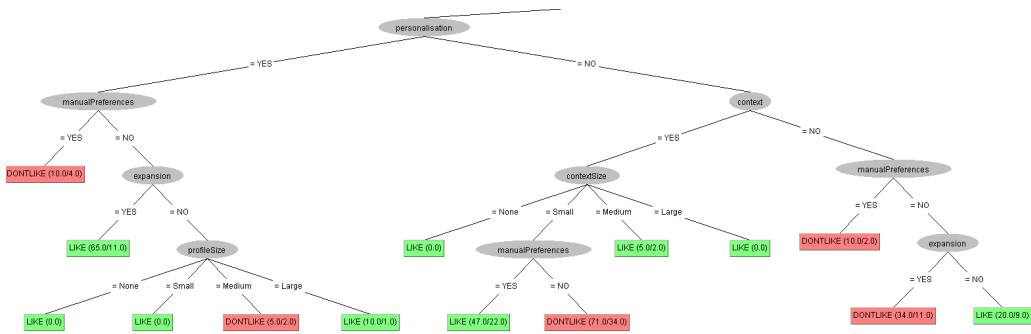 personalisation
= YES
= NO
manualPreferences
context
= YES
= NO
= YES
= NO
DONTLIKE (10.0/4.0)
expansion
contextSize
manualPreferences
= YES
= NO
= None
= Small
= Medium
= Large
= YES
= NO
LIKE (65.0/11.0)
profileSize
LIKE (0.0)
manualPreferences
LIKE (5.0/2.0)
LIKE (0.0)
DONTLIKE (10.0/2.0)
expansion
= None
= Small
= Medium
= Large
= YES
= NO
= YES
= NO
LIKE (0.0)
LIKE (0.0)
DONTLIKE (5.0/2.0)
LIKE (10.0/1.0)
LIKE (47.0/22.0)
DONTLIKE (71.0/34.0)
DONTLIKE (34.0/11.0)
LIKE (20.0/9.0)